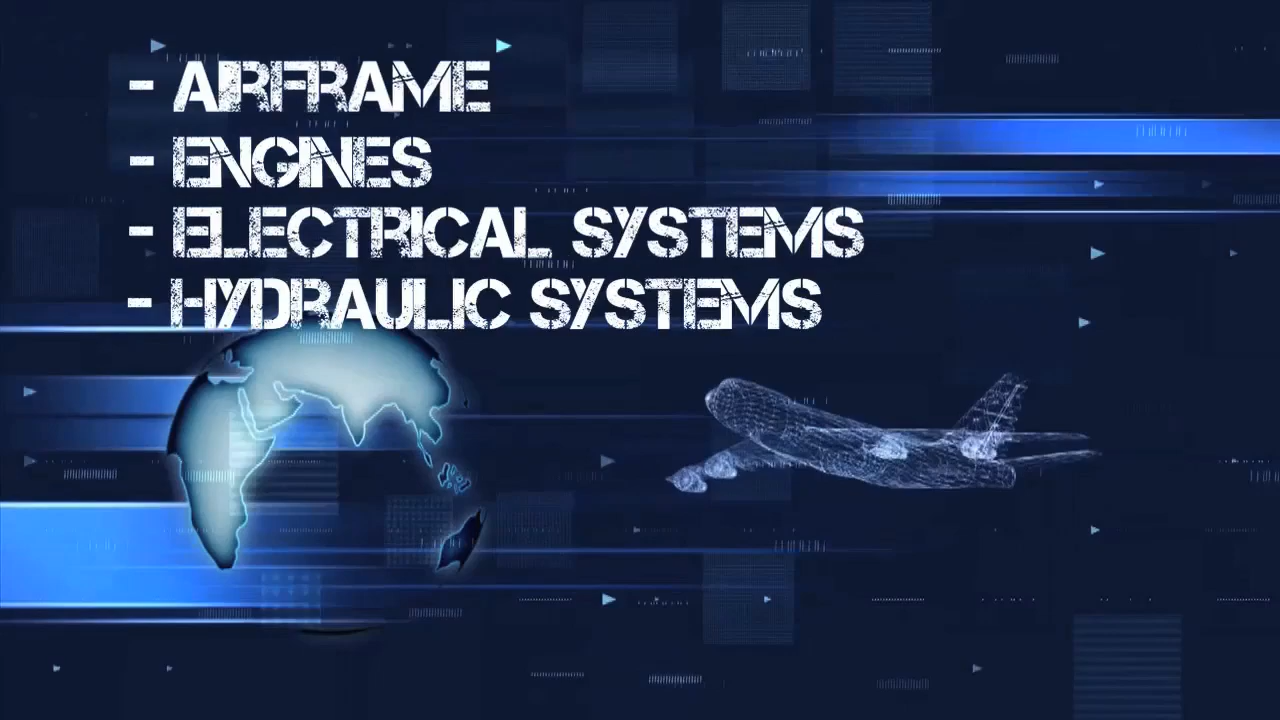 - AIRFRAME
- ENGINES
- ELECTRICAL SYSTEMS
- HYDRAULIC SYSTEMS